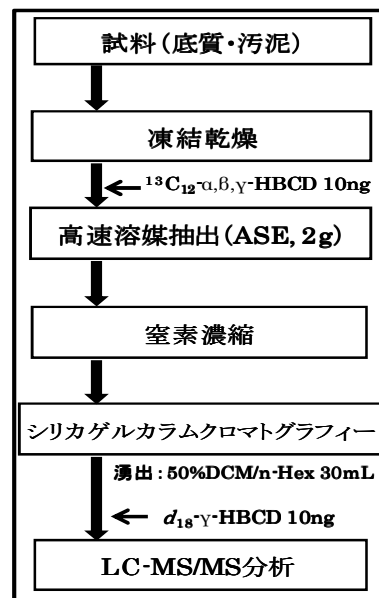 試料(底質・汚泥)
凍結乾燥
¹³C₁₂-α,β,γ-HBCD 10ng
高速溶媒抽出(ASE, 2g)
窒素濃縮
シリカゲルカラムクロマトグラフィー
湧出:50%DCM/n-Hex 30mL
d₁₈-γ-HBCD 10ng
LC-MS/MS分析